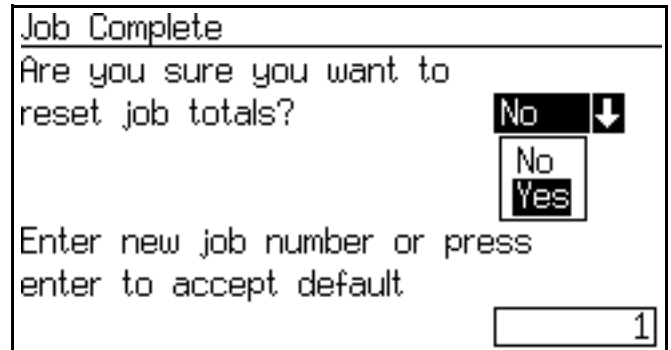 Job Complete
Are you sure you want to
reset job totals? No
No
Yes
Enter new job number or press
enter to accept default
1